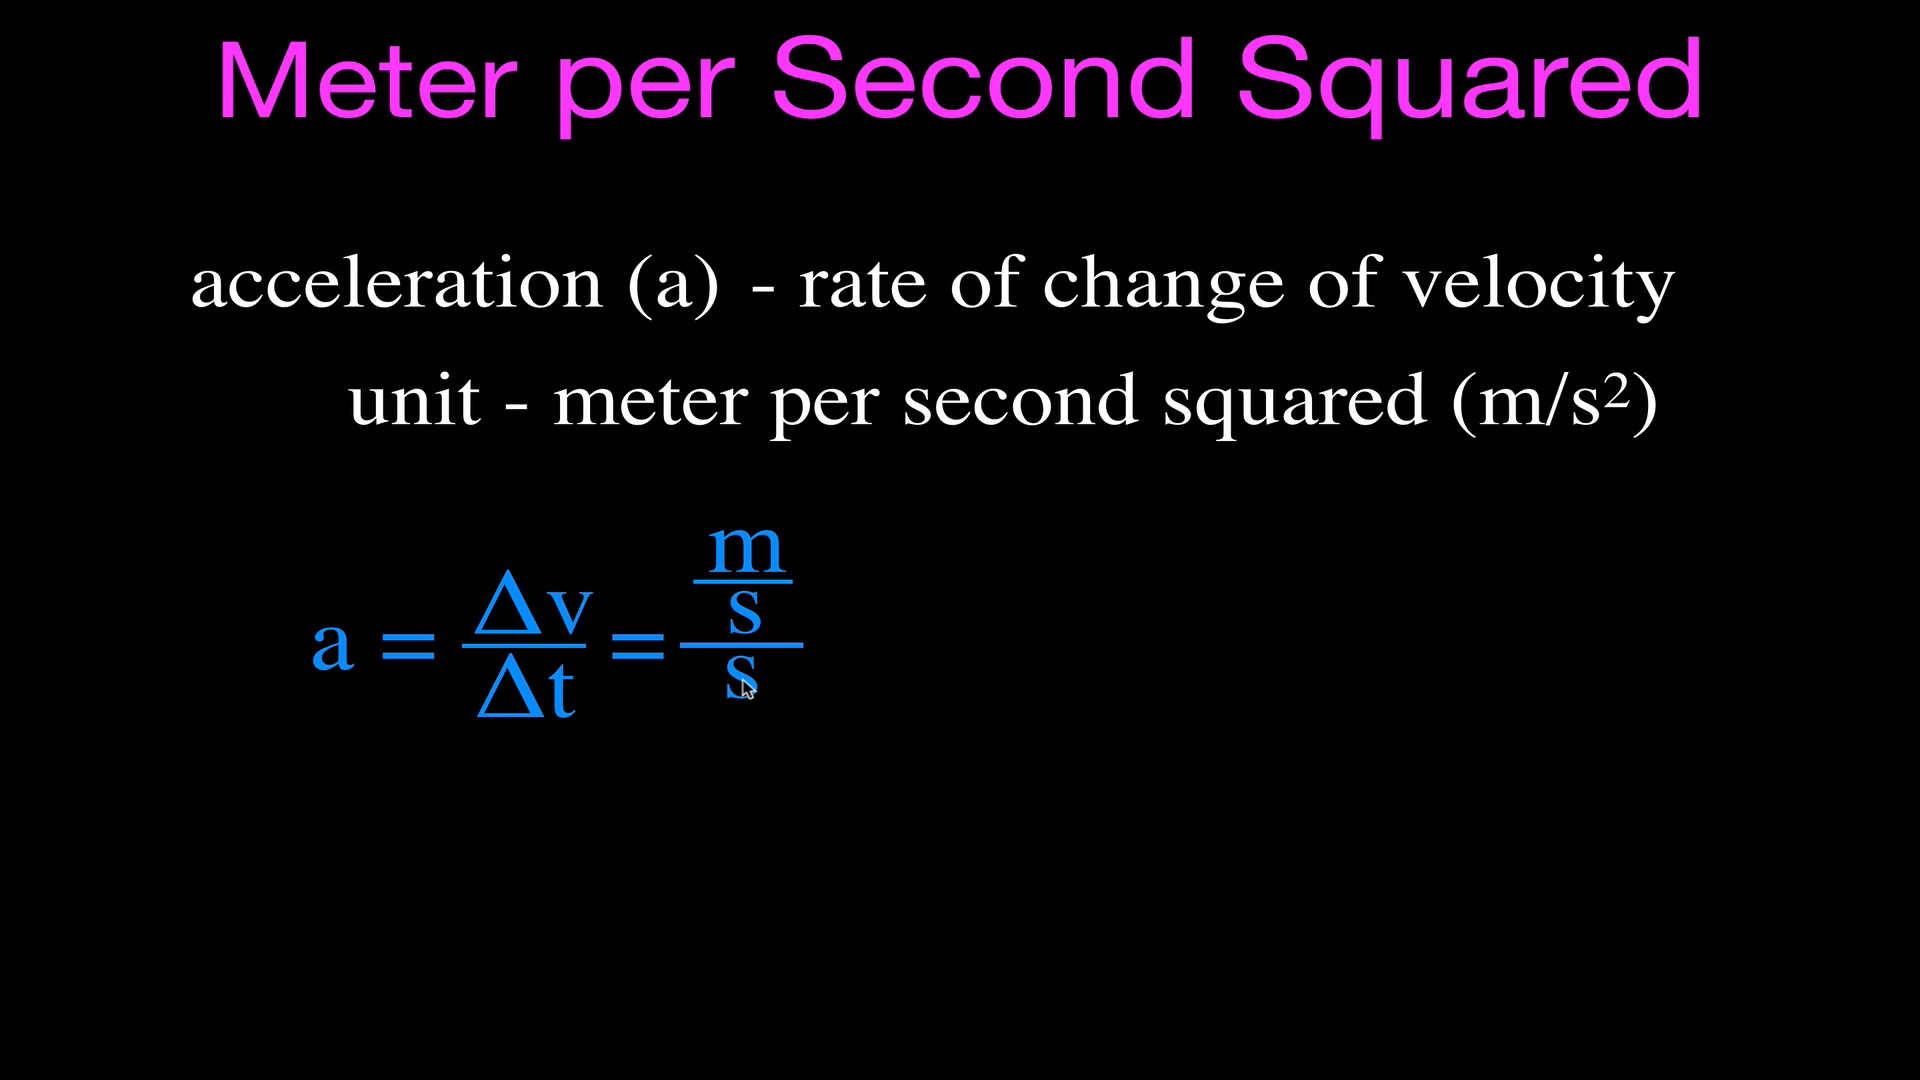 Meter per Second Squared
acceleration (a) - rate of change of velocity
unit - meter per second squared (m/s²)
a = Δv/Δt = m/s/s